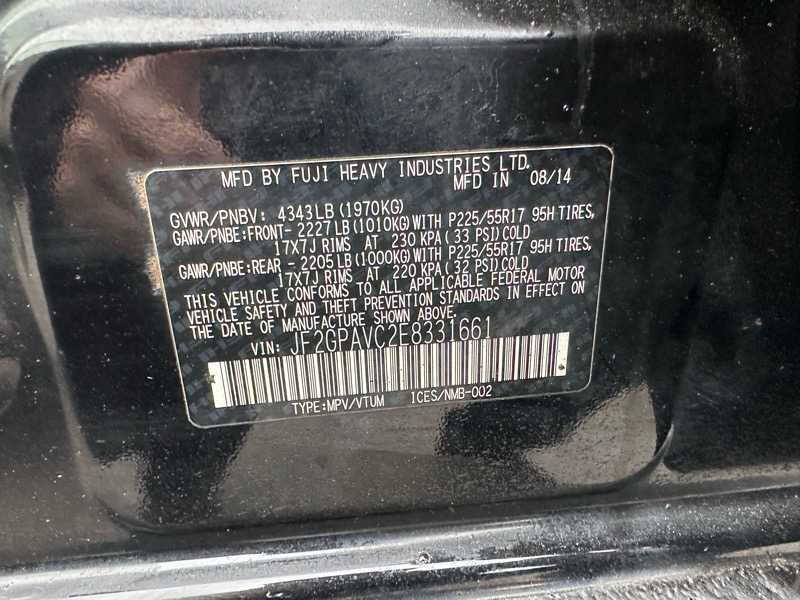 MFD BY FUJI HEAVY INDUSTRIES LTD.
MFD IN 08/14
GVWR/PNBV: 4343LB (1970KG)
GAWR/PNBE:FRONT- 2227LB (1010KG)WITH P225/55R17 95H TIRES,
17X7J RIMS AT 230 KPA(33 PSI)COLD
GAWR/PNBE:REAR - 2205LB(1000KG)WITH P225/55R17 95H TIRES,
17X7J RIMS AT 220 KPA(32 PSI)COLD
THIS VEHICLE CONFORMS TO ALL APPLICABLE FEDERAL MOTOR
VEHICLE SAFETY AND THEFT PREVENTION STANDARDS IN EFFECT ON
THE DATE OF MANUFACTURE SHOWN ABOVE.
VIN: JF2GPAVC2E8331661
TYPE:MPV/VTUM ICES/NMB-002